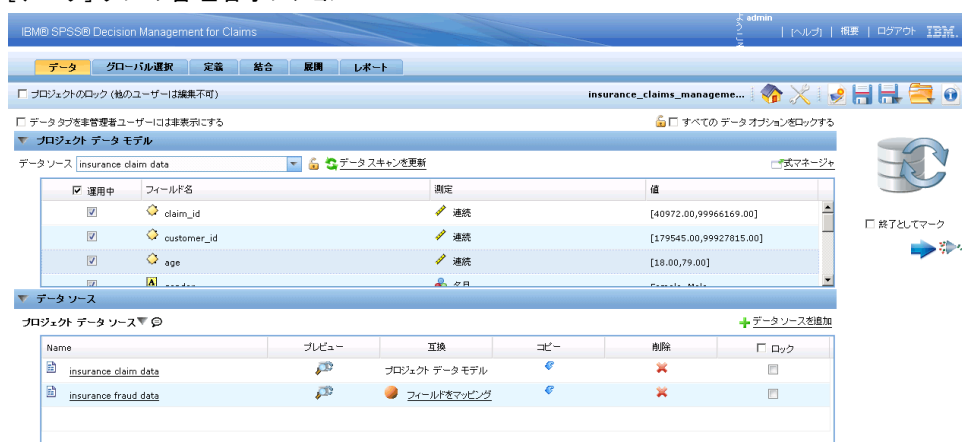 IBM® SPSS® Decision Management for Claims
admin
[ヘルプ] | 概要 | ログアウト IBM.
データ グローバル選択 定義 結合 展開 レポート
プロジェクトのロック (他のユーザーは編集不可)
insurance_claims_manageme...
データ タブを非管理者ユーザーには非表示にする
すべての データ オプションをロックする
プロジェクト データ モデル
データ ソース insurance claim data データ スキャンを更新 式マネージャ
運用中 フィールド名 測定 値
claim_id 連続 [40972.00,99966169.00]
customer_id 連続 [179545.00,99927815.00]
age 連続 [18.00,79.00]
終了としてマーク
データ ソース
プロジェクト データ ソース
データ ソースを追加
Name プレビュー 互換 コピー 削除 ロック
insurance claim data プロジェクト データ モデル
insurance fraud data フィールドをマッピング